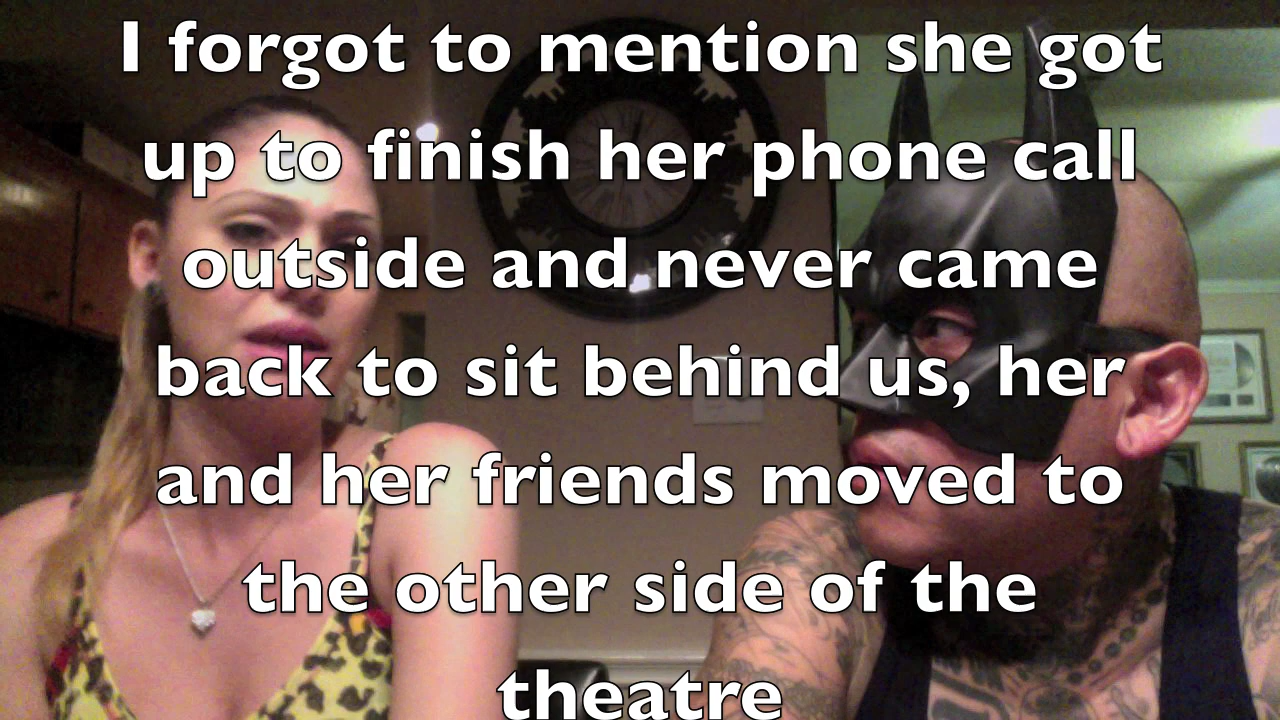 I forgot to mention she got
up to finish her phone call
outside and never came
back to sit behind us, her
and her friends moved to
the other side of the
theatre